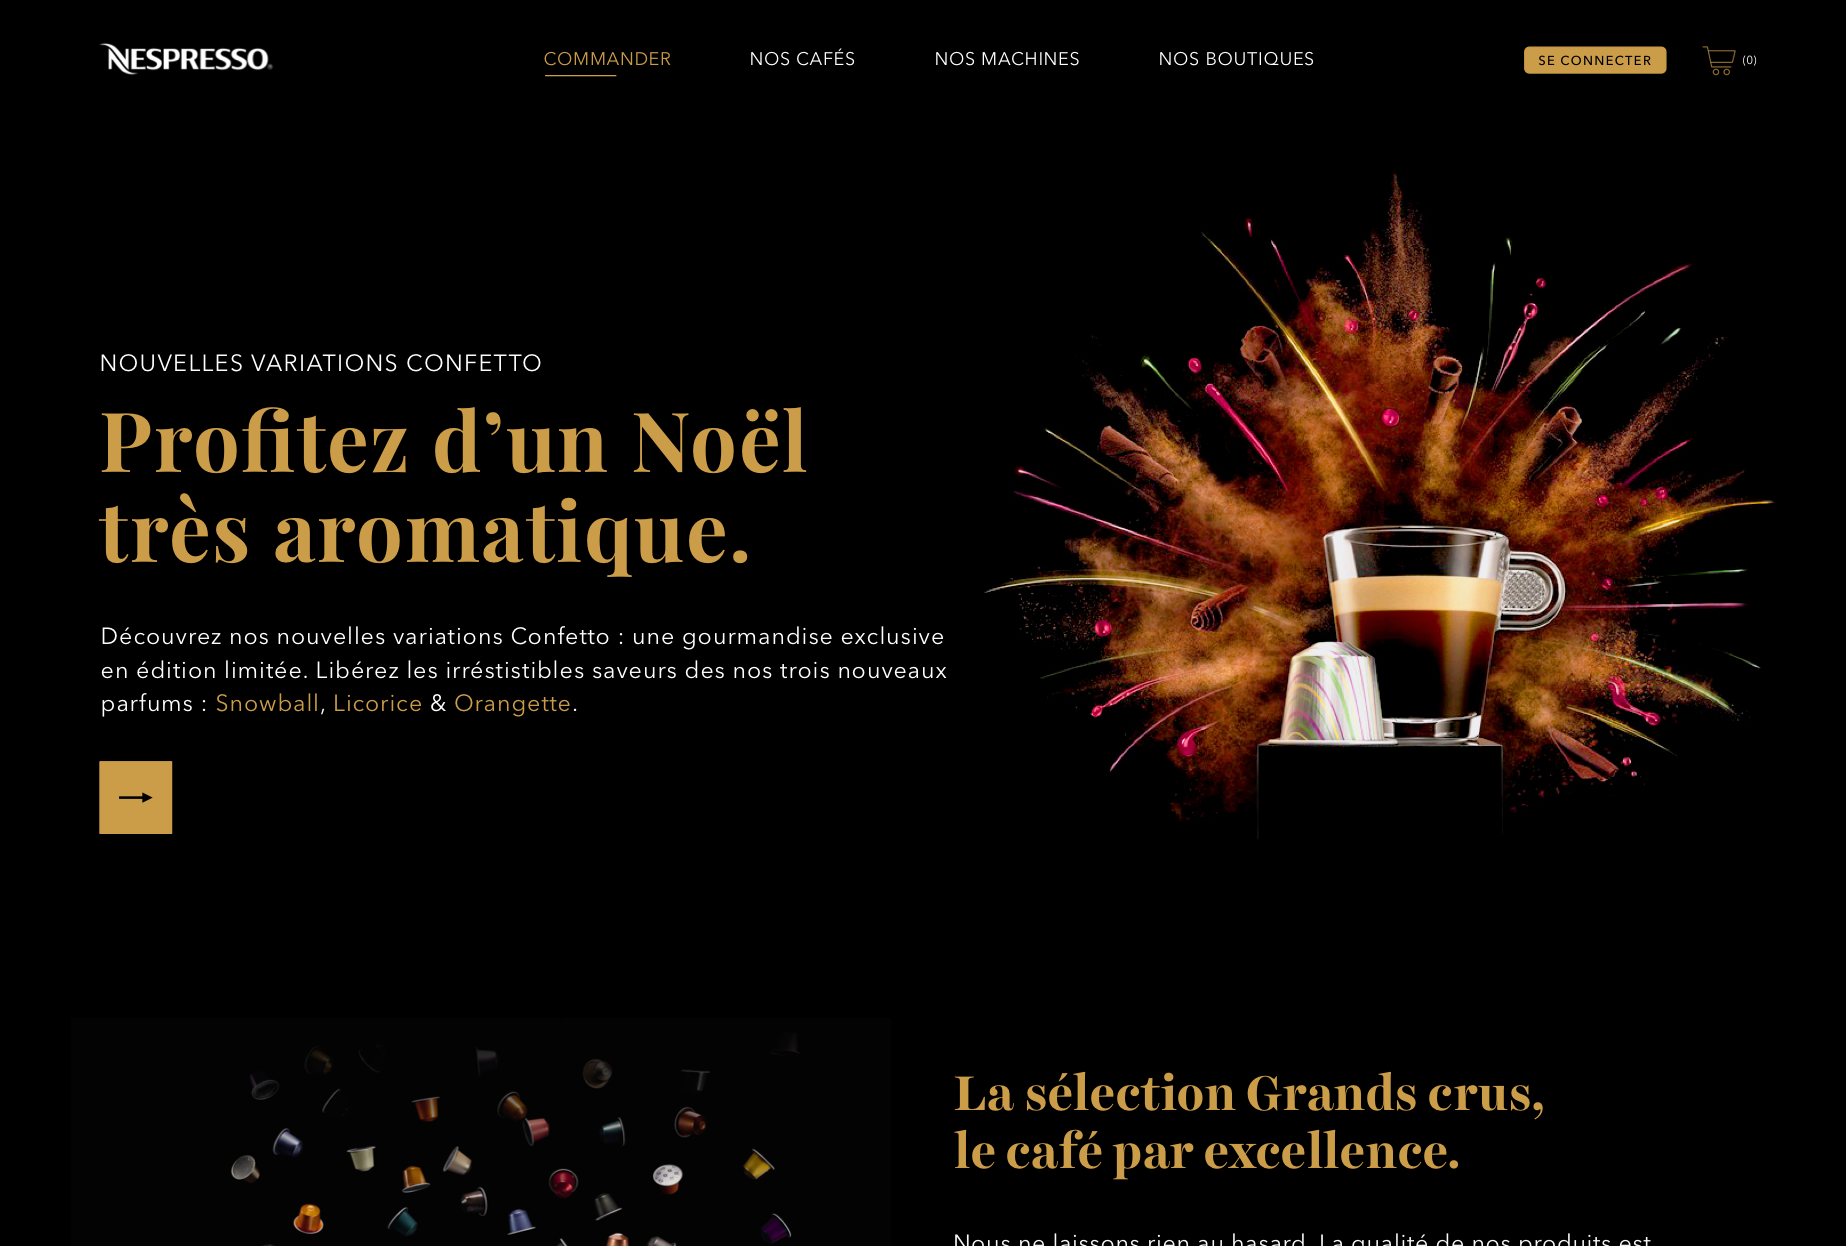 NESPRESSO
COMMANDER
NOS CAFÉS
NOS MACHINES
NOS BOUTIQUES
SE CONNECTER
(0)
NOUVELLES VARIATIONS CONFETTO
Profitez d’un Noël
très aromatique.
Découvrez nos nouvelles variations Confetto : une gourmandise exclusive
en édition limitée. Libérez les irréstistibles saveurs des nos trois nouveaux
parfums : Snowball, Licorice & Orangette.
La sélection Grands crus,
le café par excellence.
Nous ne laissons rien au hasard. La qualité de nos produits est